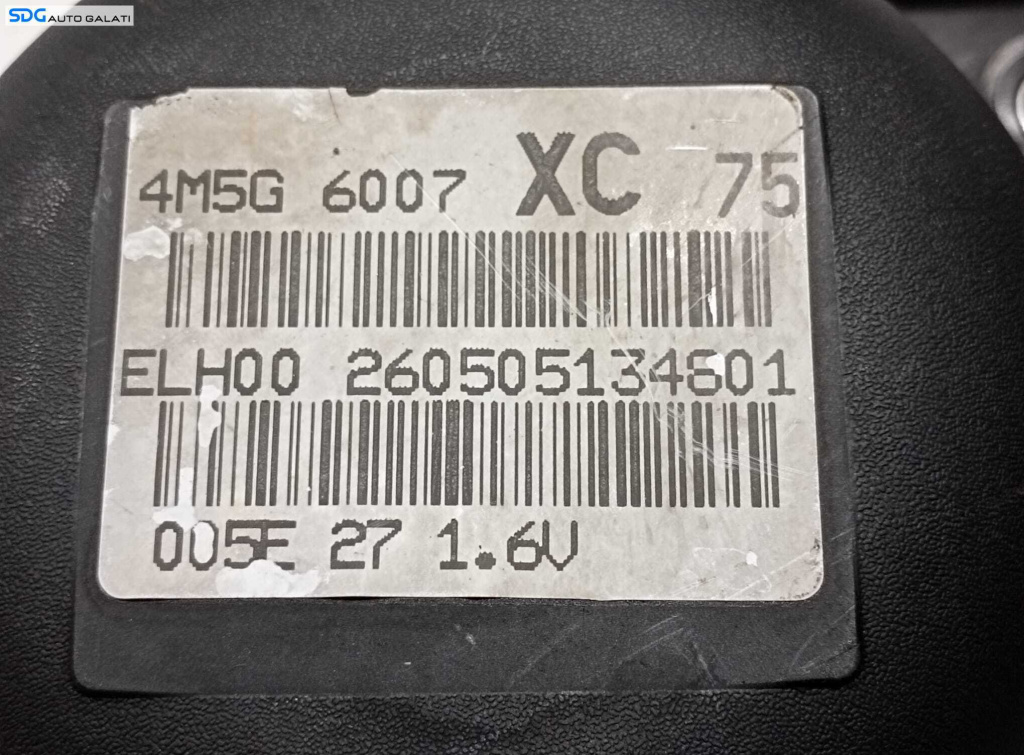 SDG AUTO GALATI
4M5G 6007 XC 75
ELH00 260505134601
005E 27 1.6V